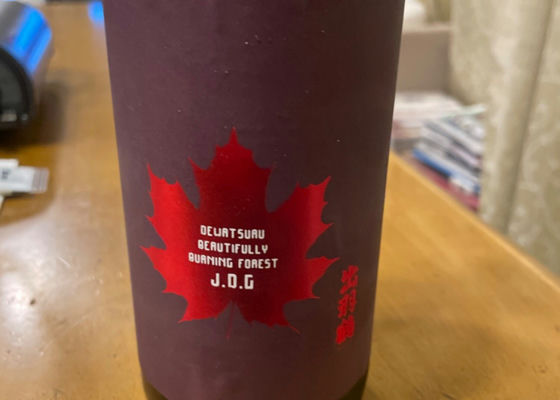 DEWATSURU
BEAUTIFULLY
BURNING FOREST
J.D.G
出羽鶴